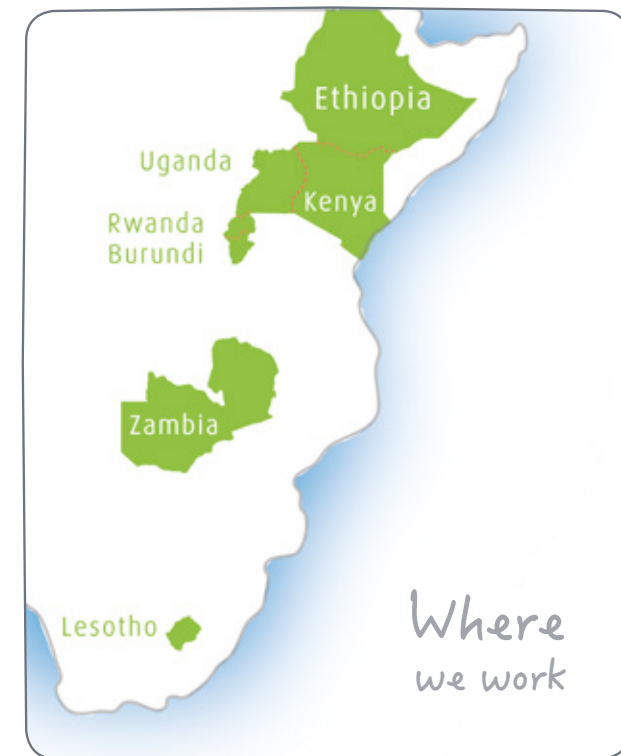 Ethiopia
Uganda
Kenya
Rwanda
Burundi
Zambia
Lesotho
Where
we work